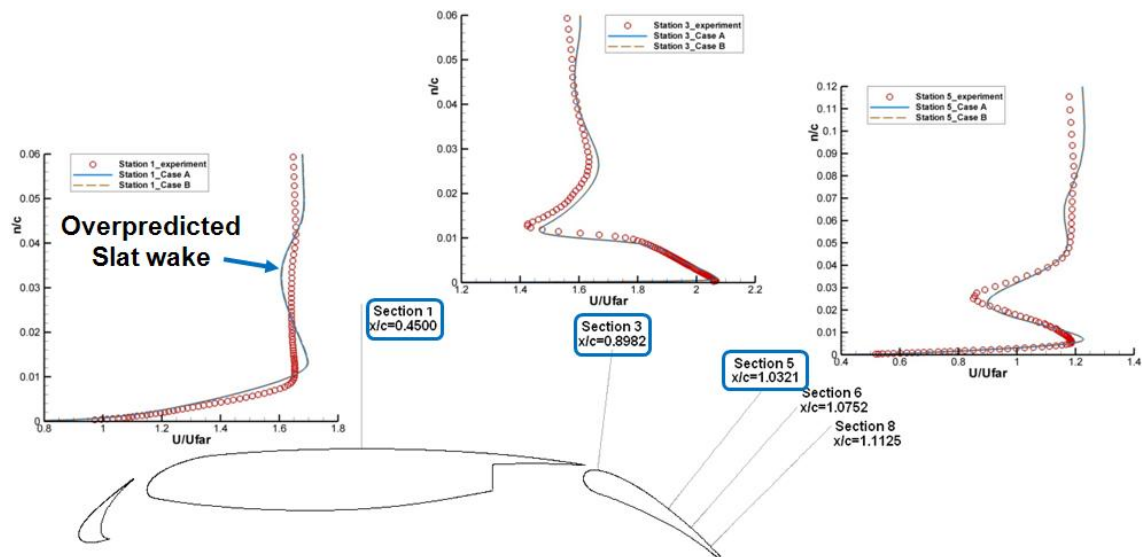 Station 3_experiment
Station 3_Case A
Station 3_Case B
0.06
0.05
0.04
0.03
0.02
0.01
0
n/c
1.2
1.4
1.6
1.8
2
2.2
U/Ufar
Station 5_experiment
Station 5_Case A
Station 5_Case B
0.12
0.11
0.10
0.09
0.08
0.07
0.06
0.05
0.04
0.03
0.02
0.01
0.00
n/c
0.4
0.6
0.8
1
1.2
1.4
U/Ufar
Station 1_experiment
Station 1_Case A
Station 1_Case B
0.06
0.05
0.04
0.03
0.02
0.01
0
n/c
0.8
1
1.2
1.4
1.6
1.8
U/Ufar
Overpredicted
Slat wake
Section 1
x/c=0.4500
Section 3
x/c=0.8982
Section 5
x/c=1.0321
Section 6
x/c=1.0752
Section 8
x/c=1.1125